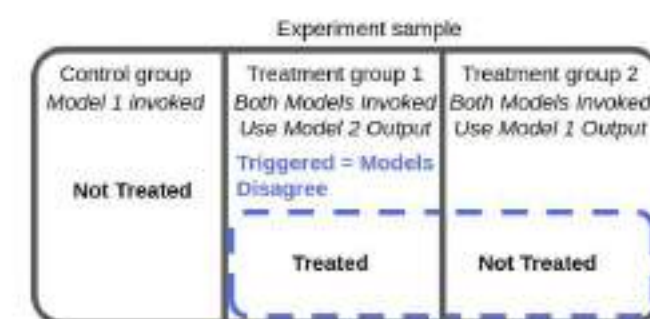 Experiment sample
Control group
Model 1 invoked
Not Treated
Treatment group 1
Both Models Invoked
Use Model 2 Output
Triggered = Models
Disagree
Treated
Treatment group 2
Both Models Invoked
Use Model 1 Output
Not Treated